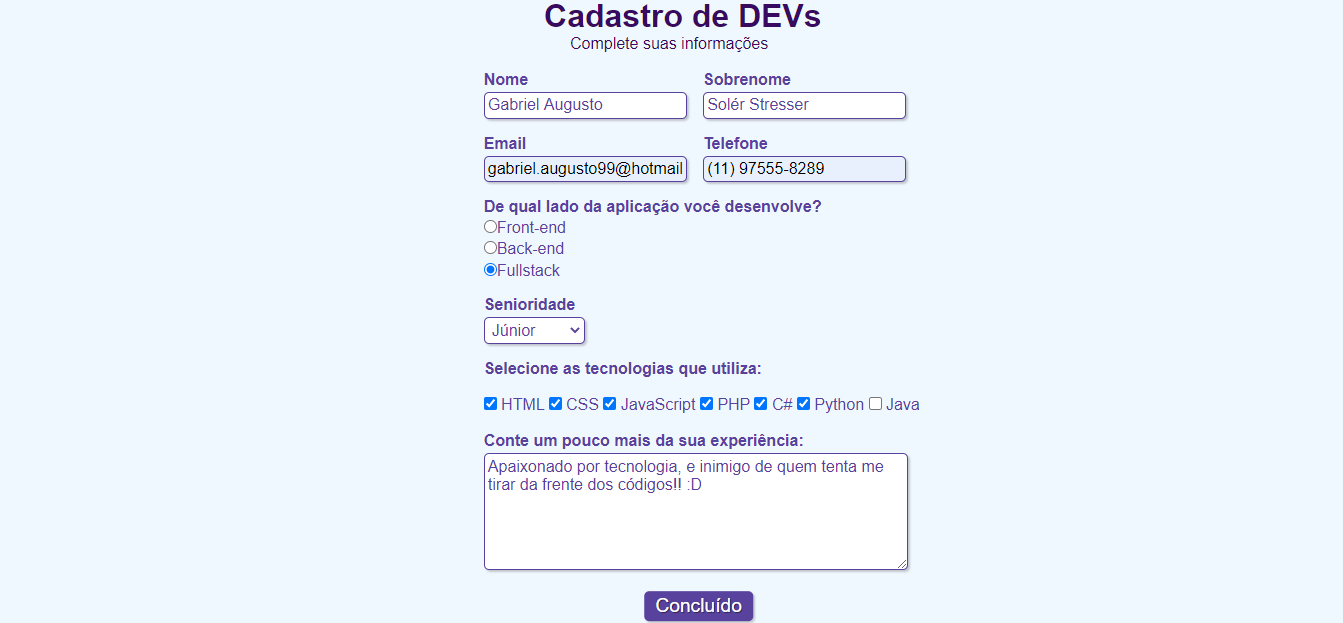 Cadastro de DEVs
Complete suas informações
Nome Sobrenome
Gabriel Augusto Solér Stresser
Email Telefone
gabriel.augusto99@hotmail (11) 97555-8289
De qual lado da aplicação você desenvolve?
Front-end
Back-end
Fullstack
Senioridade
Júnior
Selecione as tecnologias que utiliza:
HTML CSS JavaScript PHP C# Python Java
Conte um pouco mais da sua experiência:
Apaixonado por tecnologia, e inimigo de quem tenta me
tirar da frente dos códigos!! :D
Concluído